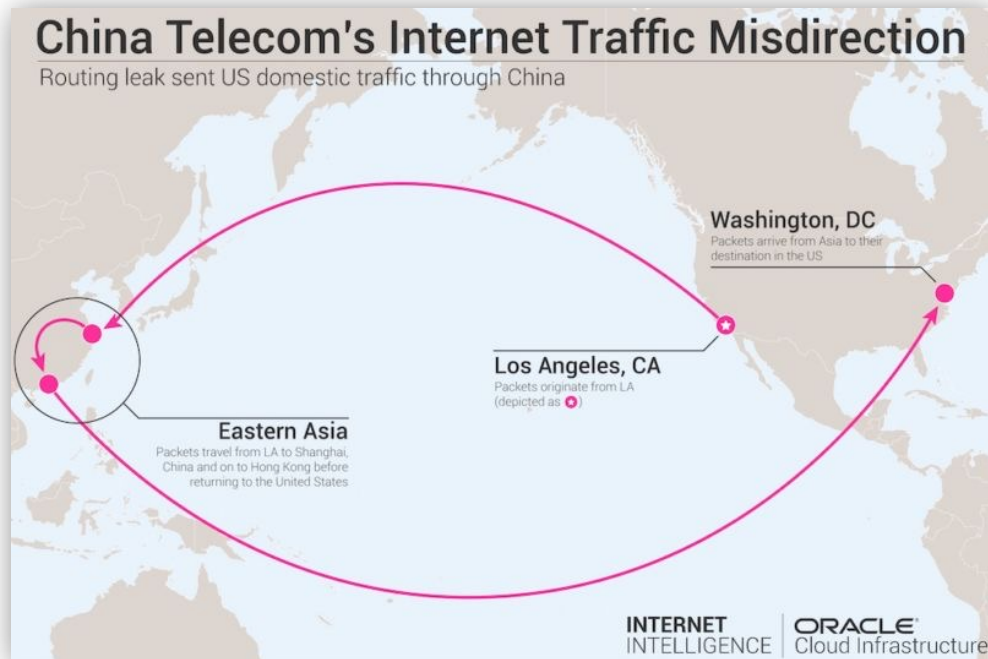 China Telecom's Internet Traffic Misdirection
Routing leak sent US domestic traffic through China
Washington, DC
Packets arrive from Asia to their
destination in the US
Los Angeles, CA
Packets originate from LA
(depicted as )
Eastern Asia
Packets travel from LA to Shanghai,
China and on to Hong Kong before
returning to the United States
INTERNET
INTELLIGENCE
ORACLE
Cloud Infrastructure